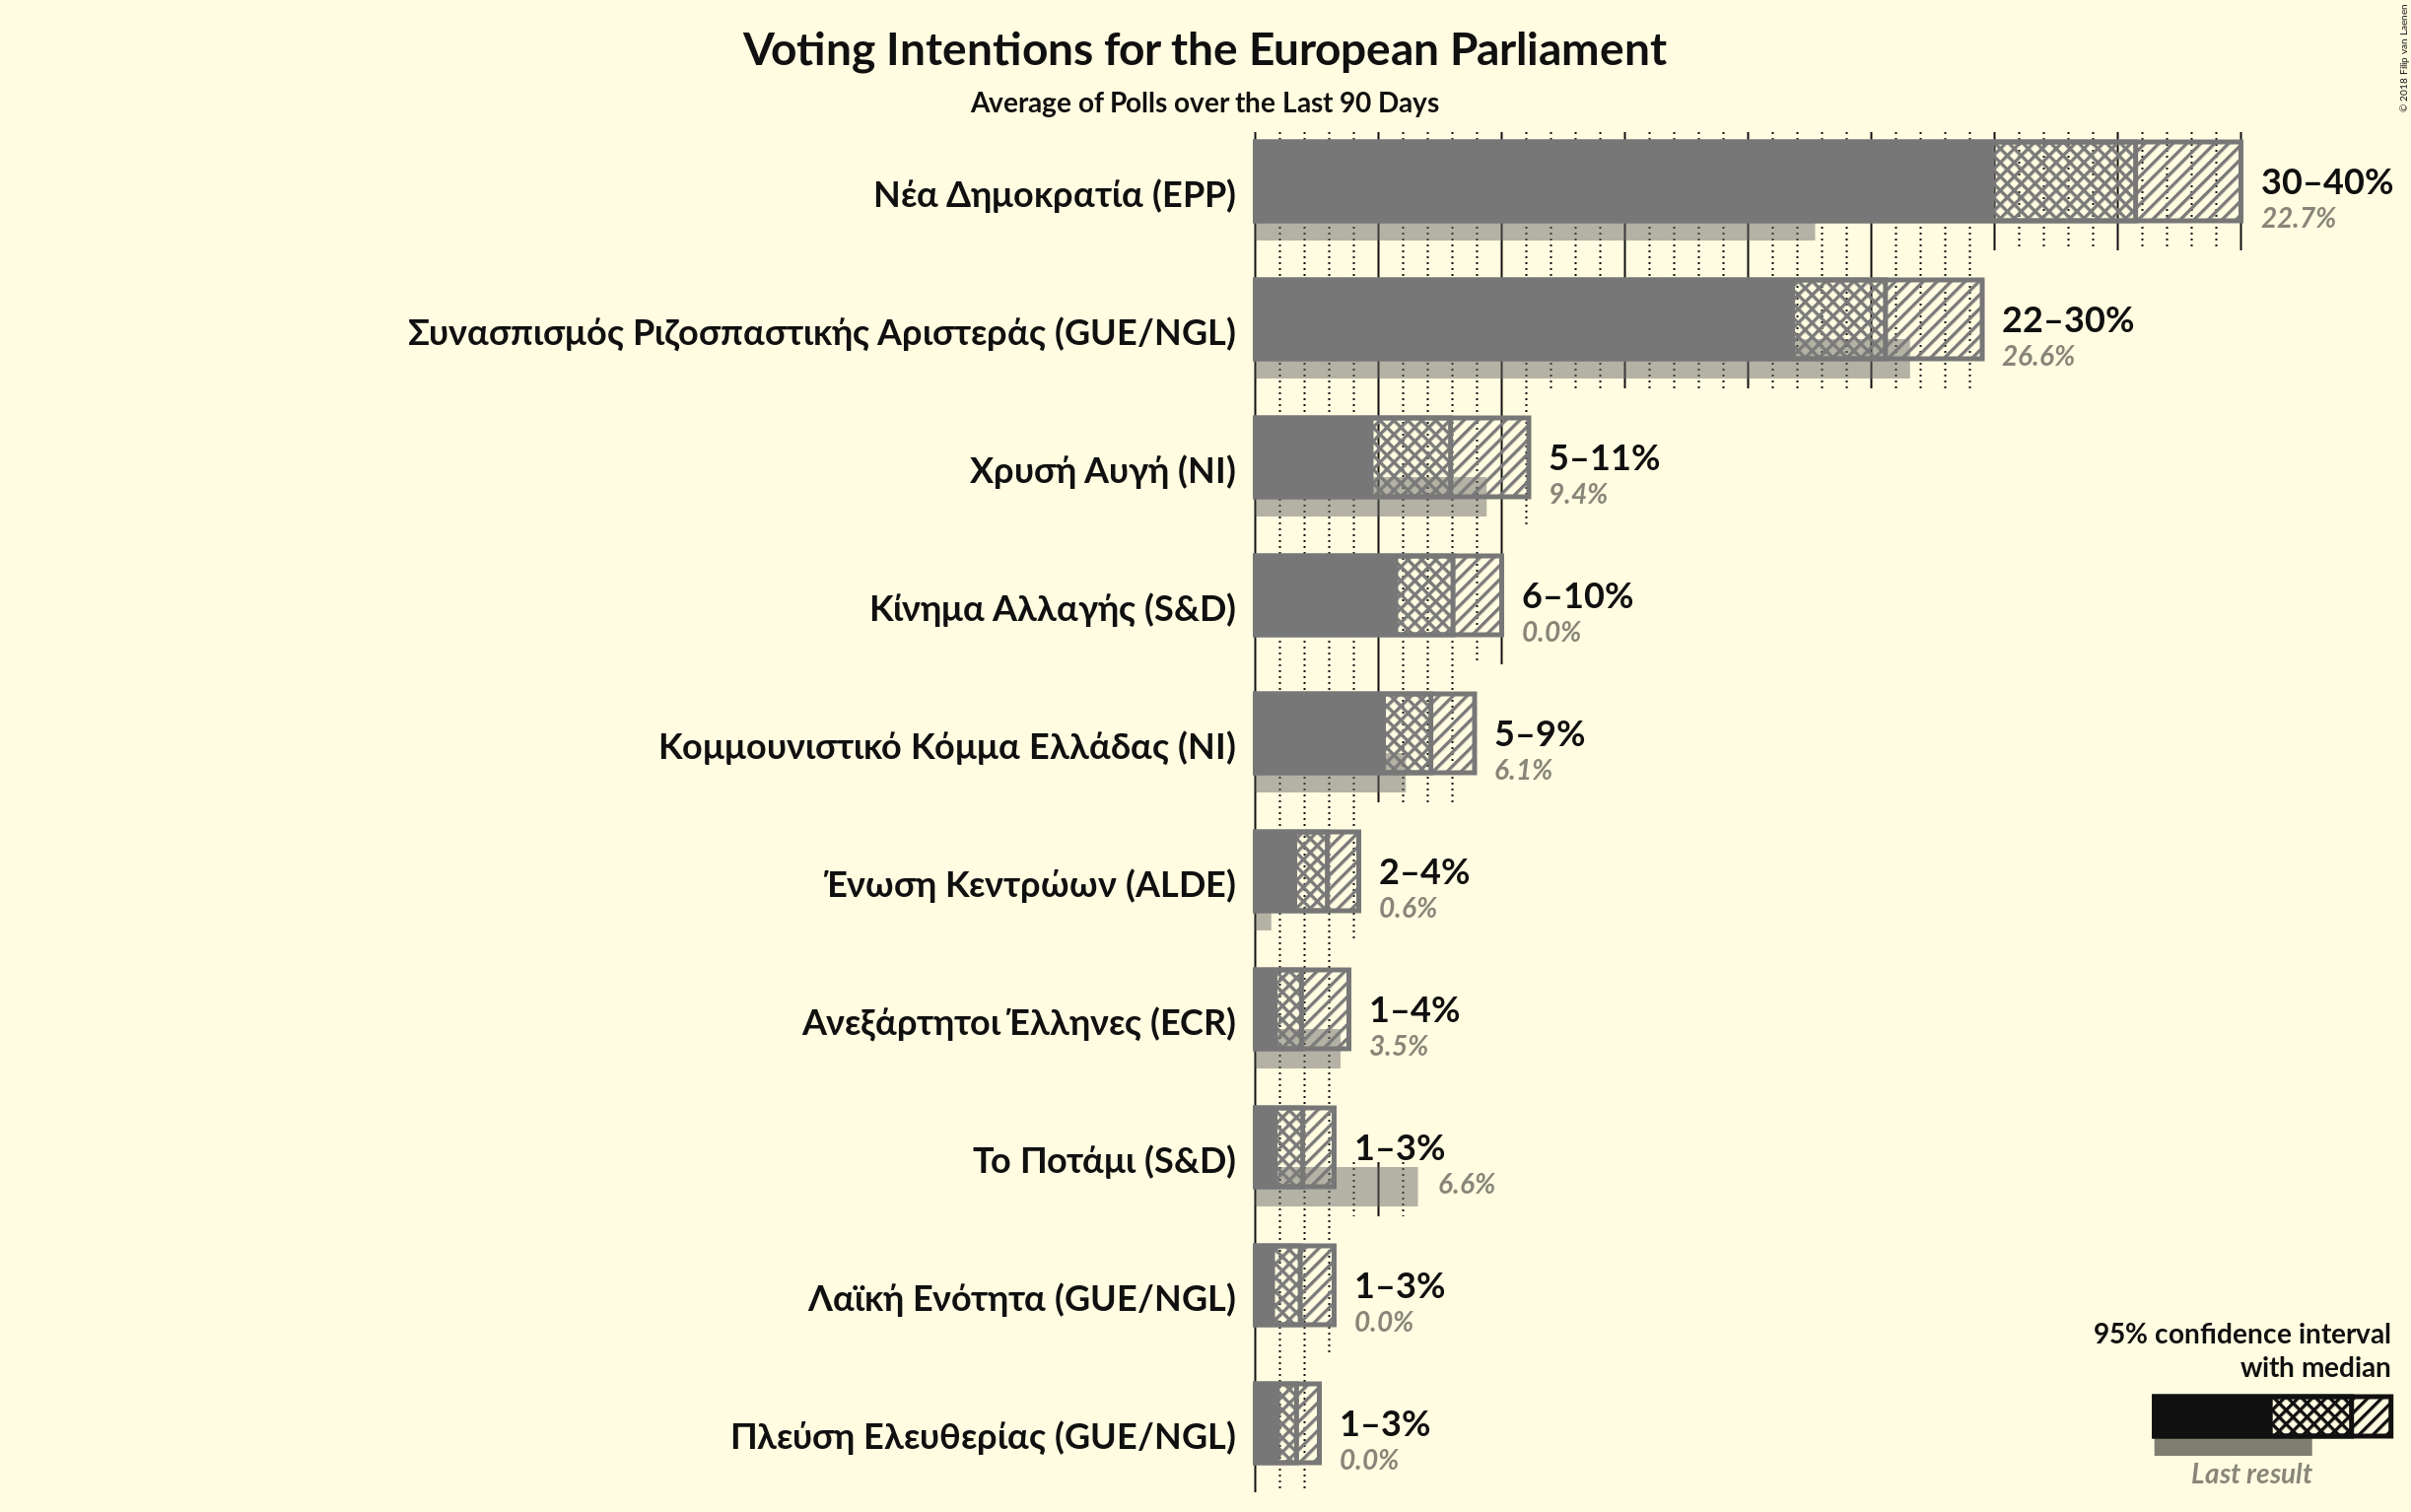 © 2018 Filip van Laenen
Voting Intentions for the European Parliament
Average of Polls over the Last 90 Days
Νέα Δημοκρατία (EPP)
30–40%
22.7%
Συνασπισμός Ριζοσπαστικής Αριστεράς (GUE/NGL)
22–30%
26.6%
Χρυσή Αυγή (NI)
5–11%
9.4%
Κίνημα Αλλαγής (S&D)
6–10%
0.0%
Κομμουνιστικό Κόμμα Ελλάδας (NI)
5–9%
6.1%
Ένωση Κεντρώων (ALDE)
2–4%
0.6%
Ανεξάρτητοι Έλληνες (ECR)
1–4%
3.5%
Το Ποτάμι (S&D)
1–3%
6.6%
Λαϊκή Ενότητα (GUE/NGL)
1–3%
0.0%
Πλεύση Ελευθερίας (GUE/NGL)
1–3%
0.0%
95% confidence interval
with median
Last result